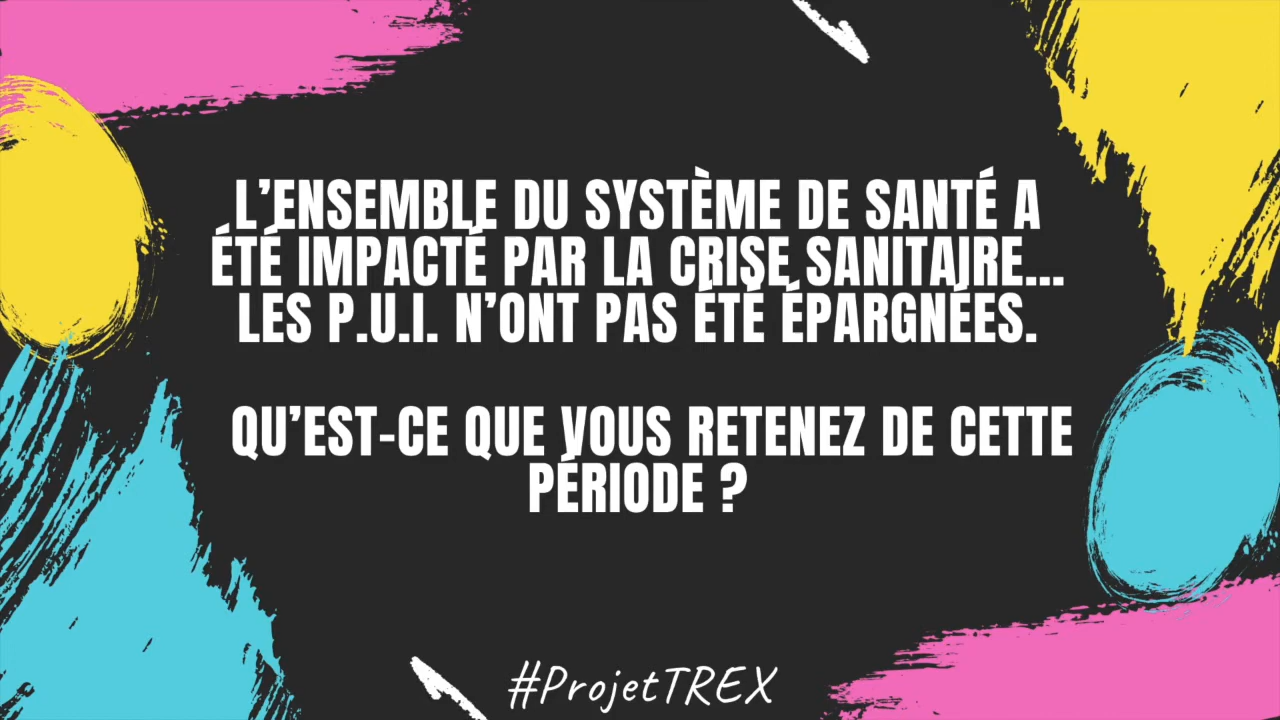 L’ENSEMBLE DU SYSTÈME DE SANTÉ A
ÉTÉ IMPACTÉ PAR LA CRISE SANITAIRE...
LES P.U.I. N’ONT PAS ÉTÉ ÉPARGNÉES.
QU’EST-CE QUE VOUS RETENEZ DE CETTE
PÉRIODE ?
#ProjetTREX